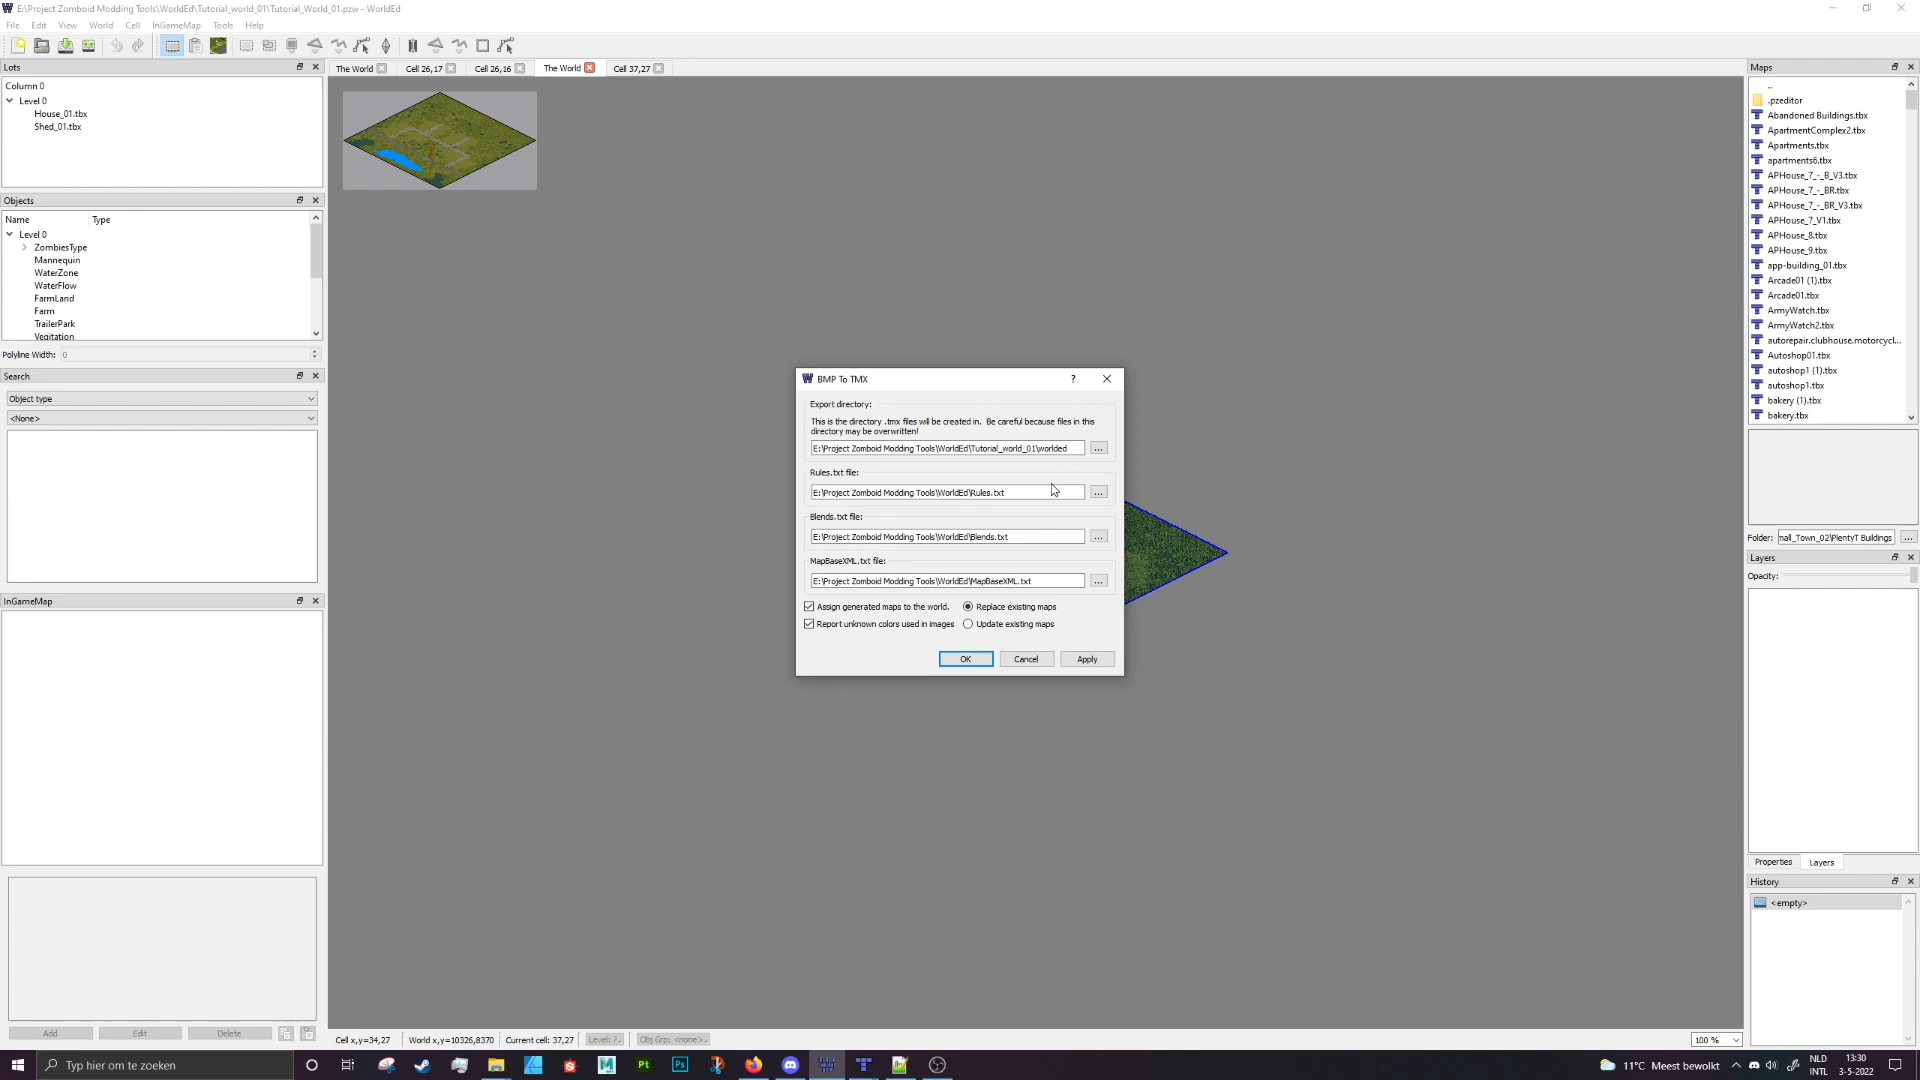 E:\Project Zomboid Modding Tools\WorldEd\Tutorial_world_01\Tutorial_World_01.pzw - WorldEd
File Edit View World Cell InGameMap Tools Help
Lots
Column 0
Level 0
House_01.tbx
Shed_01.tbx
Objects
Name Type
Level 0
ZombiesType
Mannequin
WaterZone
WaterFlow
FarmLand
Farm
TrailerPark
Vegitation
Polyline Width: 0
Search
Object type
<None>
InGameMap
Add Edit Delete
The World Cell 26,17 Cell 26,16 The World Cell 37,27
BMP To TMX ?
Export directory:
This is the directory .tmx files will be created in. Be careful because files in this
directory may be overwritten!
E:\Project Zomboid Modding Tools\WorldEd\Tutorial_world_01\worlded ...
Rules.txt file:
E:\Project Zomboid Modding Tools\WorldEd\Rules.txt ...
Blends.txt file:
E:\Project Zomboid Modding Tools\WorldEd\Blends.txt ...
MapBaseXML.txt file:
E:\Project Zomboid Modding Tools\WorldEd\MapBaseXML.txt ...
Assign generated maps to the world. Replace existing maps
Report unknown colors used in images Update existing maps
OK Cancel Apply
Maps
..
.pzeditor
Abandoned Buildings.tbx
ApartmentComplex2.tbx
Apartments.tbx
apartments6.tbx
APHouse_7_-_B_V3.tbx
APHouse_7_-_BR.tbx
APHouse_7_-_BR_V3.tbx
APHouse_7_V1.tbx
APHouse_8.tbx
APHouse_9.tbx
app-building_01.tbx
Arcade01 (1).tbx
Arcade01.tbx
ArmyWatch.tbx
ArmyWatch2.tbx
autorepair.clubhouse.motorcycl...
Autoshop01.tbx
autoshop1 (1).tbx
autoshop1.tbx
bakery (1).tbx
bakery.tbx
Folder: mall_Town_02\PlentyT Buildings ...
Layers
Opacity:
Properties Layers
History
<empty>
Cell x,y=34,27 World x,y=10326,8370 Current cell: 37,27 Level: ? Obj Grp: <none> 100 %
Typ hier om te zoeken
11°C Meest bewolkt
NLD
INTL
13:30
3-5-2022